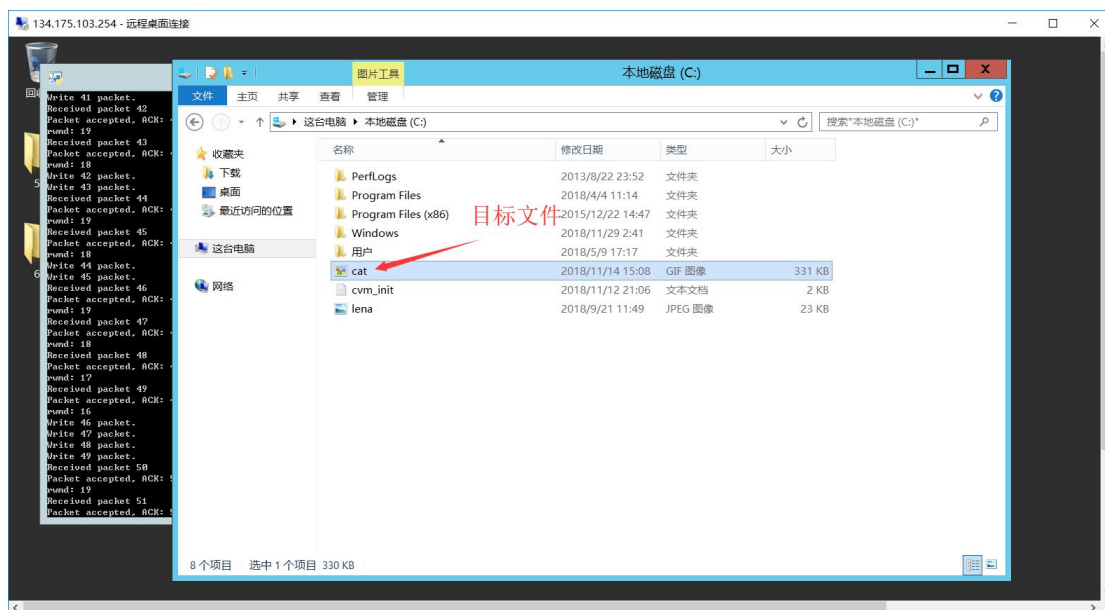 134.175.103.254 - 远程桌面连接
图片工具
本地磁盘 (C:)
文件 主页 共享 查看 管理
这台电脑 本地磁盘 (C:)
搜索"本地磁盘 (C:)"
收藏夹
下载
桌面
最近访问的位置
这台电脑
网络
名称 修改日期 类型 大小
PerfLogs 2013/8/22 23:52 文件夹
Program Files 2018/4/4 11:14 文件夹
Program Files (x86) 2015/12/22 14:47 文件夹
Windows 2018/11/29 2:41 文件夹
用户 2018/5/9 17:17 文件夹
cat 2018/11/14 15:08 GIF 图像 331 KB
cvm_init 2018/11/12 21:06 文本文档 2 KB
lena 2018/9/21 11:49 JPEG 图像 23 KB
目标文件
8 个项目 选中 1 个项目 330 KB
Write 41 packet.
Received packet 42
Packet accepted, ACK:
rwnd: 19
Received packet 43
Packet accepted, ACK:
rwnd: 18
Write 42 packet.
Write 43 packet.
Received packet 44
Packet accepted, ACK:
rwnd: 19
Received packet 45
Packet accepted, ACK:
rwnd: 18
Write 44 packet.
Write 45 packet.
Received packet 46
Packet accepted, ACK:
rwnd: 19
Received packet 47
Packet accepted, ACK:
rwnd: 18
Received packet 48
Packet accepted, ACK:
rwnd: 17
Received packet 49
Packet accepted, ACK:
rwnd: 16
Write 46 packet.
Write 47 packet.
Write 48 packet.
Write 49 packet.
Received packet 50
Packet accepted, ACK:
rwnd: 19
Received packet 51
Packet accepted, ACK: